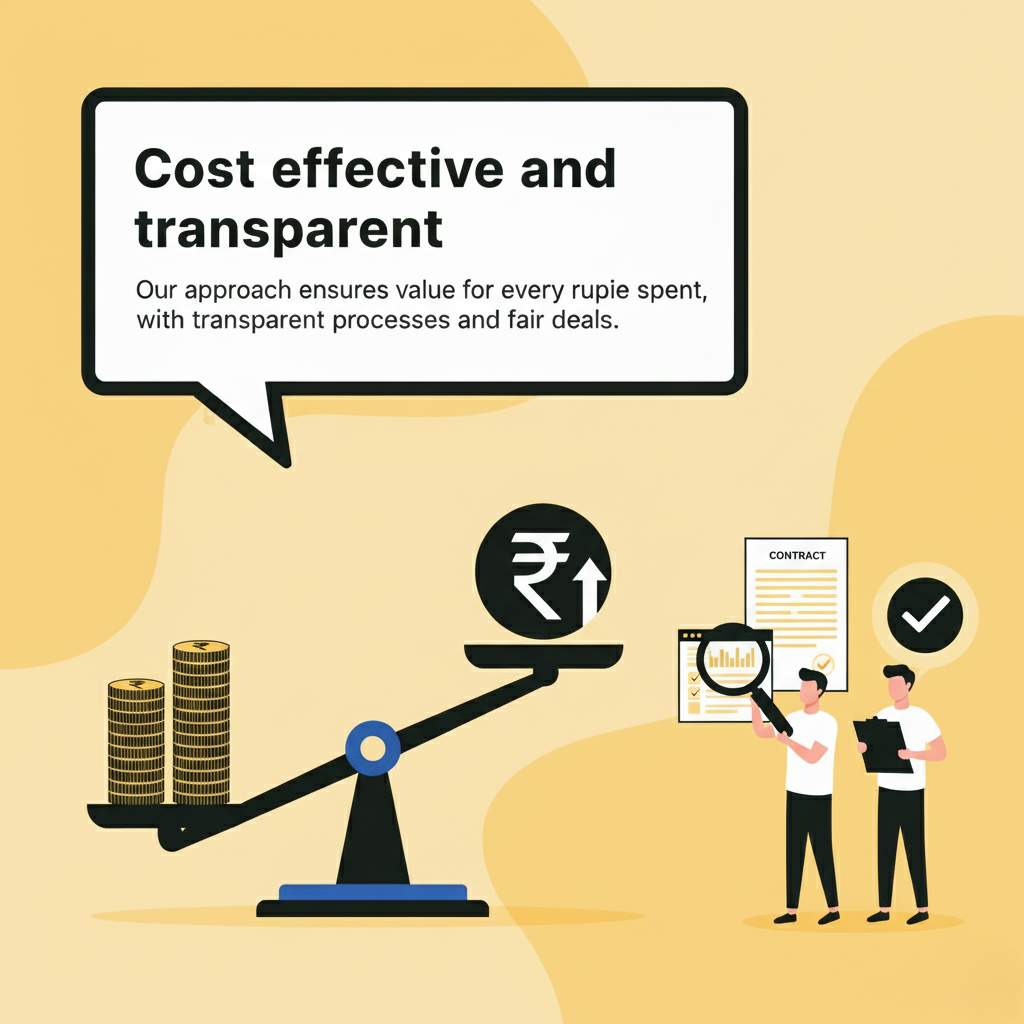 Cost effective and
transparent
Our approach ensures value for every rupie spent,
with transparent processes and fair deals.
₹
₹
₹
CONTRACT